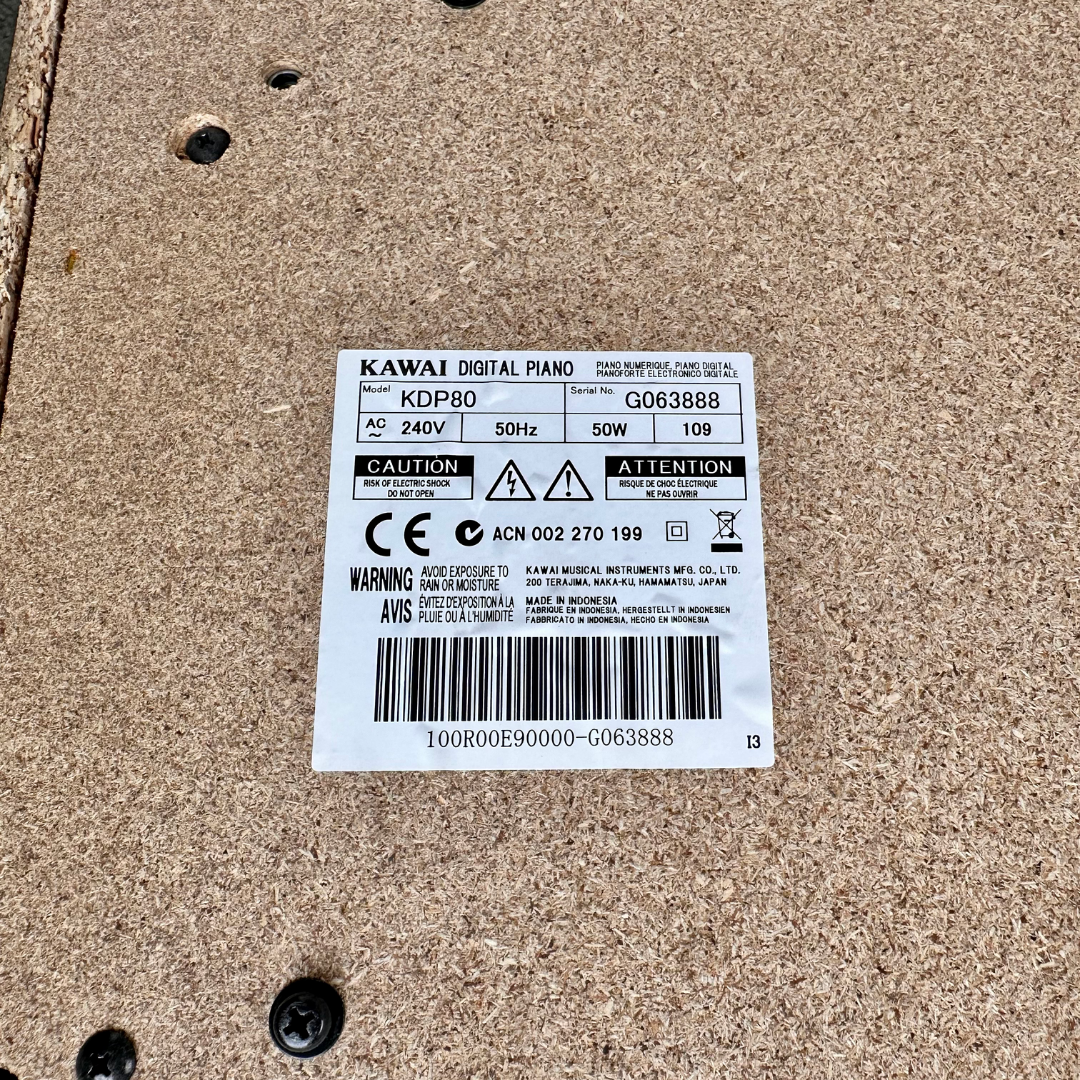 KAWAI DIGITAL PIANO PIANO NUMERIQUE, PIANO DIGITAL
PIANOFORTE ELECTRONICO DIGITALE
Model KDP80 Serial No. G063888
AC ~ 240V 50Hz 50W 109
CAUTION
RISK OF ELECTRIC SHOCK
DO NOT OPEN
ATTENTION
RISQUE DE CHOC ÉLECTRIQUE
NE PAS OUVRIR
CE ACN 002 270 199
WARNING AVOID EXPOSURE TO
RAIN OR MOISTURE
AVIS ÉVITEZ D'EXPOSITION À LA
PLUIE OU À L'HUMIDITÉ
KAWAI MUSICAL INSTRUMENTS MFG. CO., LTD.
200 TERAJIMA, NAKA-KU, HAMAMATSU, JAPAN
MADE IN INDONESIA
FABRIQUE EN INDONESIA, HERGESTELLT IN INDONESIEN
FABBRICATO IN INDONESIA, HECHO EN INDONESIA
100R00E90000-G063888
I3